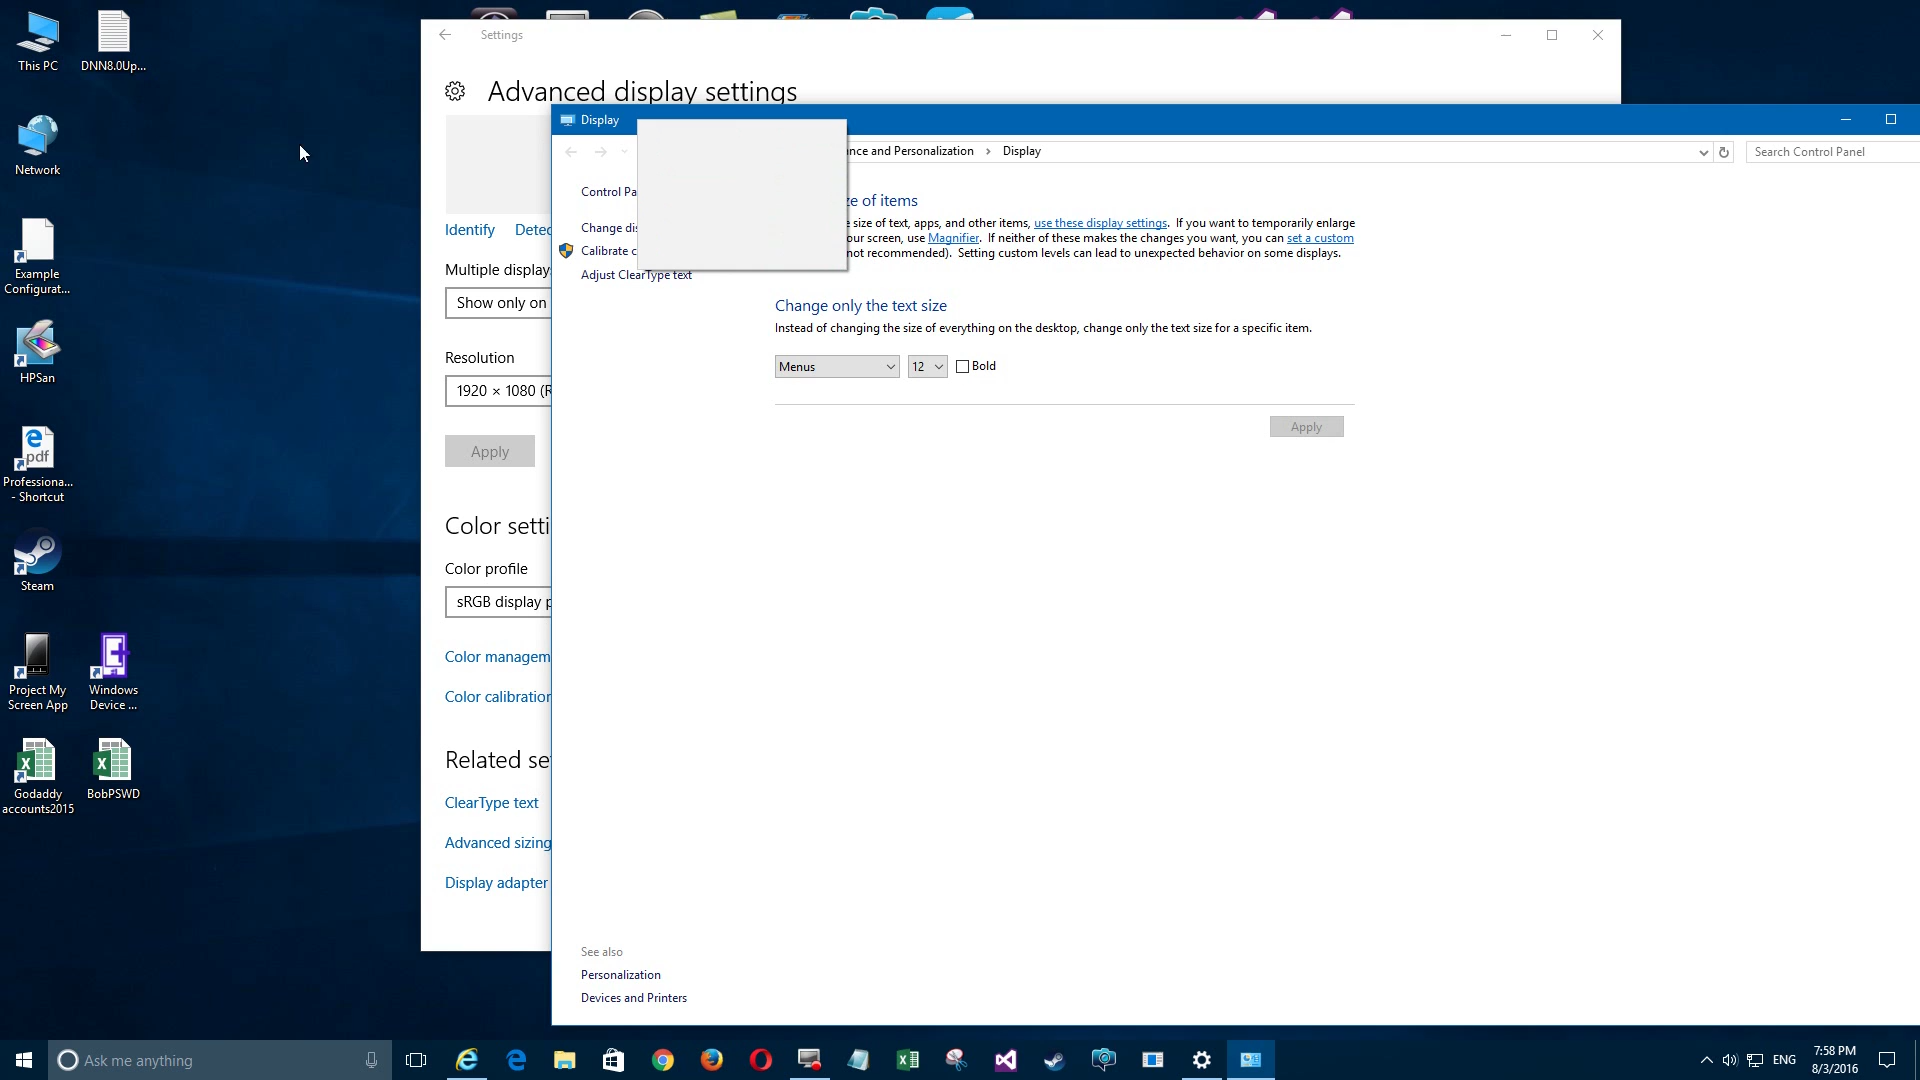 This PC
DNN8.0Up...
Network
Example
Configurat...
HPSan
pdf
Professiona...
- Shortcut
Steam
Project My
Screen App
Windows
Device ...
Godaddy
accounts2015
BobPSWD
Settings
Advanced display settings
Identify
Detec
Multiple display
Show only on
Resolution
1920 × 1080 (R
Apply
Color setti
Color profile
sRGB display p
Color managem
Color calibration
Related se
ClearType text
Advanced sizing
Display adapter
Display
nce and Personalization
Display
Search Control Panel
Control Pa
Change dis
Calibrate c
Adjust ClearType text
ze of items
e size of text, apps, and other items, use these display settings. If you want to temporarily enlarge
our screen, use Magnifier. If neither of these makes the changes you want, you can set a custom
not recommended). Setting custom levels can lead to unexpected behavior on some displays.
Change only the text size
Instead of changing the size of everything on the desktop, change only the text size for a specific item.
Menus
12
Bold
Apply
See also
Personalization
Devices and Printers
Ask me anything
ENG
7:58 PM
8/3/2016